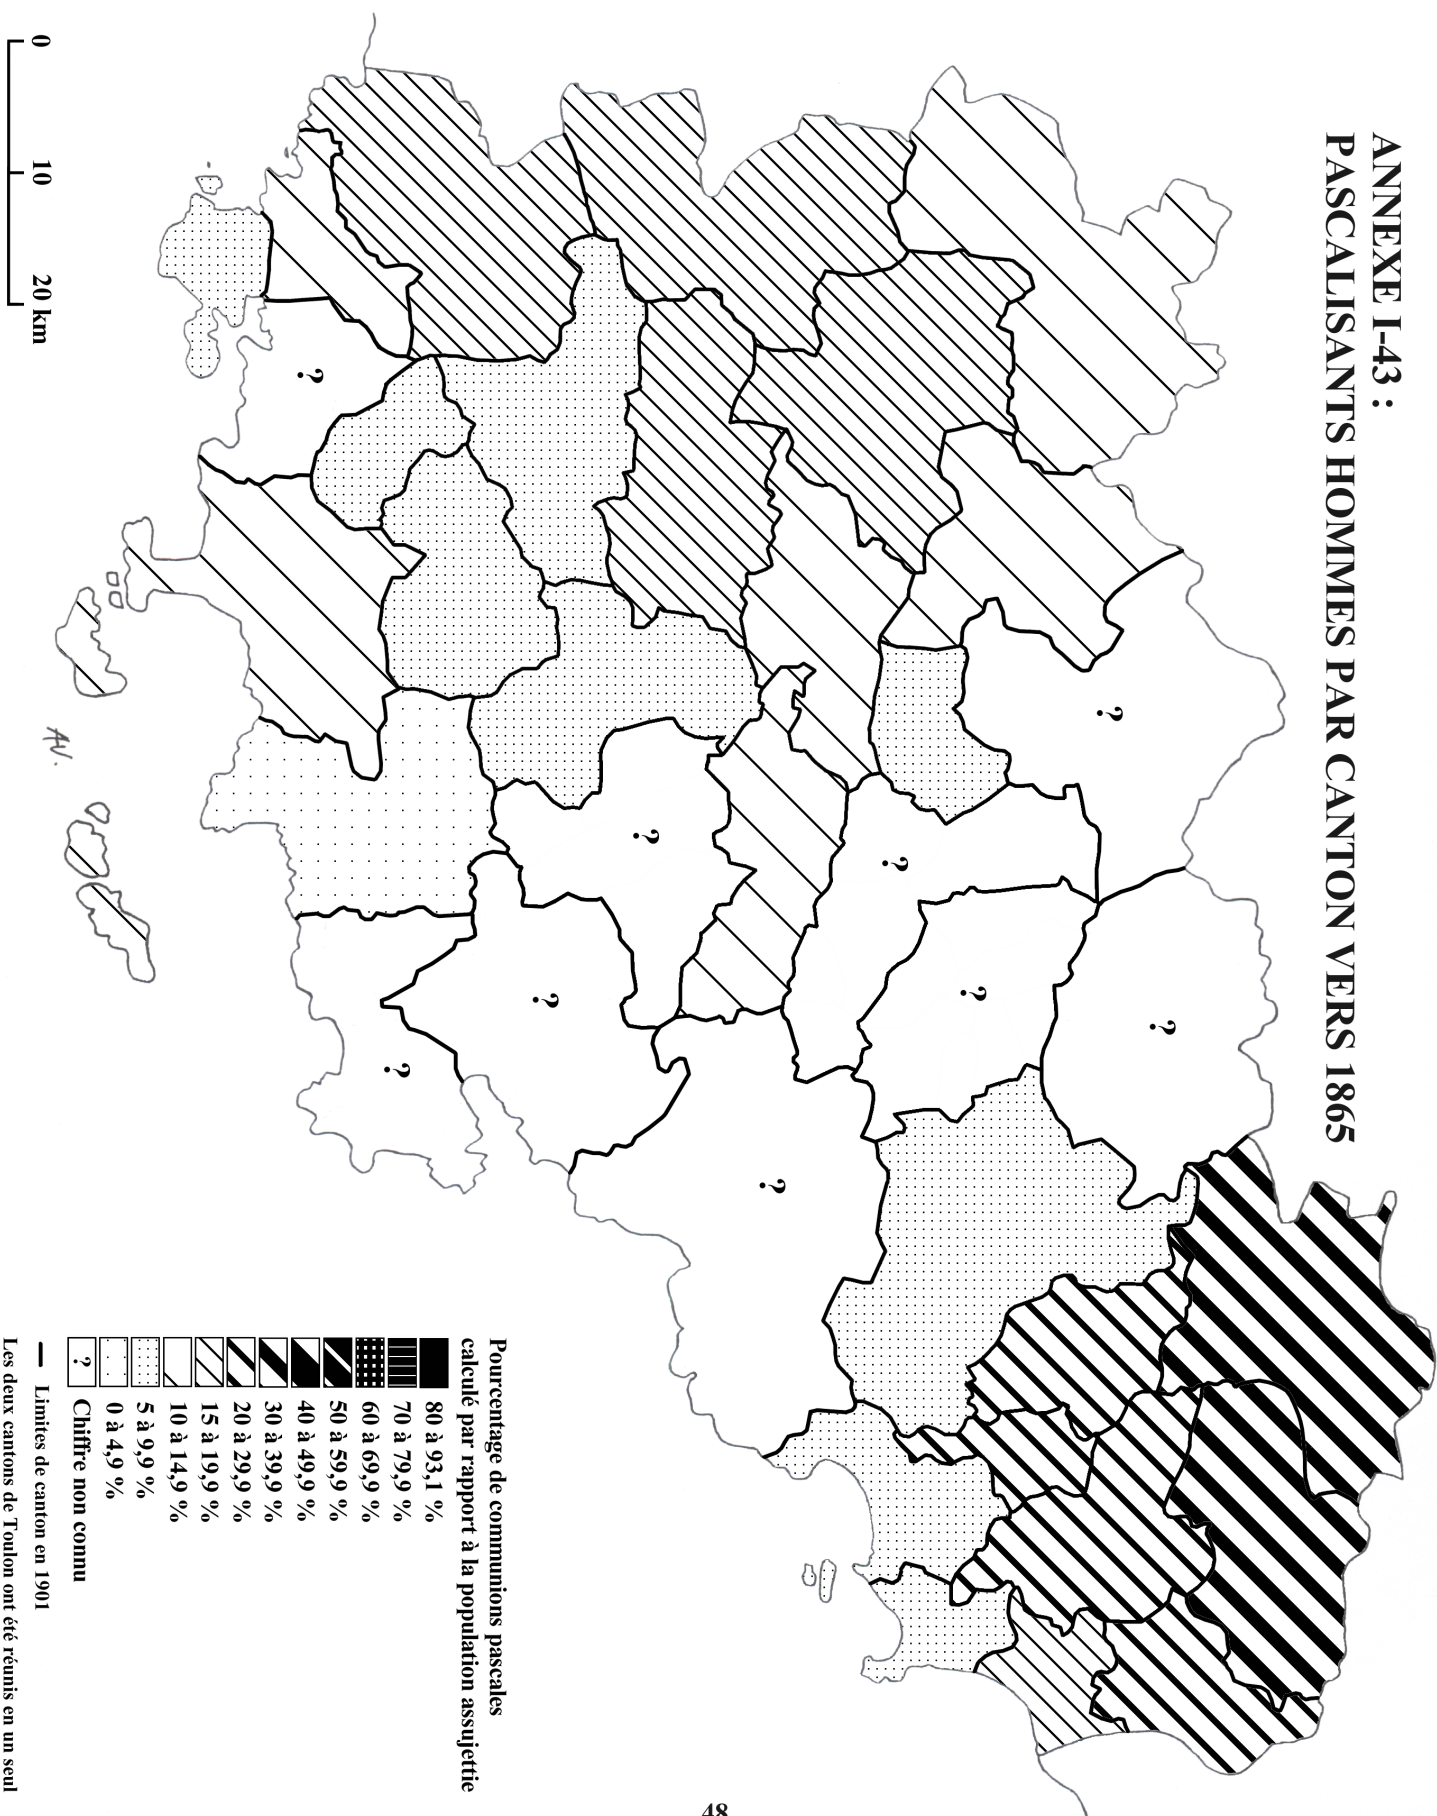 ANNEXE I-43 :
PASCALISANTS HOMMES PAR CANTON VERS 1865
?
?
?
?
?
?
?
?
?
AV.
0 10 20 km
Pourcentage de communions pascales
calculé par rapport à la population assujettie
80 à 93,1 %
70 à 79,9 %
60 à 69,9 %
50 à 59,9 %
40 à 49,9 %
30 à 39,9 %
20 à 29,9 %
15 à 19,9 %
10 à 14,9 %
5 à 9,9 %
0 à 4,9 %
? Chiffre non connu
Limites de canton en 1901
Les deux cantons de Toulon ont été réunis en un seul
48